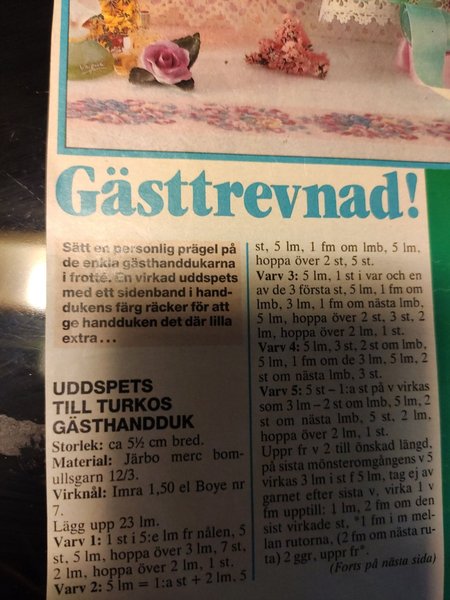 Gästtrevnad!
Sätt en personlig prägel på
de enkla gästhanddukarna
i frotté. En virkad uddspets
med ett sidenband i hand-
dukens färg räcker för att
ge handduken det där lilla
extra...
UDDSPETS
TILL TURKOS
GÄSTHANDDUK
Storlek: ca 5½ cm bred.
Material: Järbo merc bom-
ullsgarn 12/3.
Virknål: Imra 1,50 el Boye nr
7.
Lägg upp 23 lm.
Varv 1: 1 st i 5:e lm fr nålen, 5
st, 5 lm, hoppa över 3 lm, 7 st,
2 lm, hoppa över 2 lm, 1 st.
Varv 2: 5 lm = 1:a st + 2 lm, 5
st, 5 lm, 1 fm om lmb, 5 lm,
hoppa över 2 st, 5 st.
Varv 3: 5 lm, 1 st i var och en
av de 3 första st, 5 lm, 1 fm om
lmb, 3 lm, 1 fm om nästa lmb,
5 lm, hoppa över 2 st, 3 st, 2
lm, hoppa över 2 lm, 1 st.
Varv 4: 5 lm, 3 st, 2 st om lmb,
5 lm, 1 fm om de 3 lm, 5 lm, 2
st om nästa lmb, 3 st.
Varv 5: 5 st – 1:a st på v virkas
som 3 lm – 2 st om lmb, 5 lm, 2
st om nästa lmb, 5 st, 2 lm,
hoppa över 2 lm, 1 st.
Uppr fr v 2 till önskad längd,
på sista mönsteromgången s v 5
virkas 3 lm i st f 5 lm, tag ej av
garnet efter sista v, virka 1 v
fm upptill: 1 lm, 2 fm om den
sist virkade st, *1 fm i m mel-
lan rutorna, (2 fm om nästa ru-
ta) 2 ggr, uppr fr*.
(Forts på nästa sida)